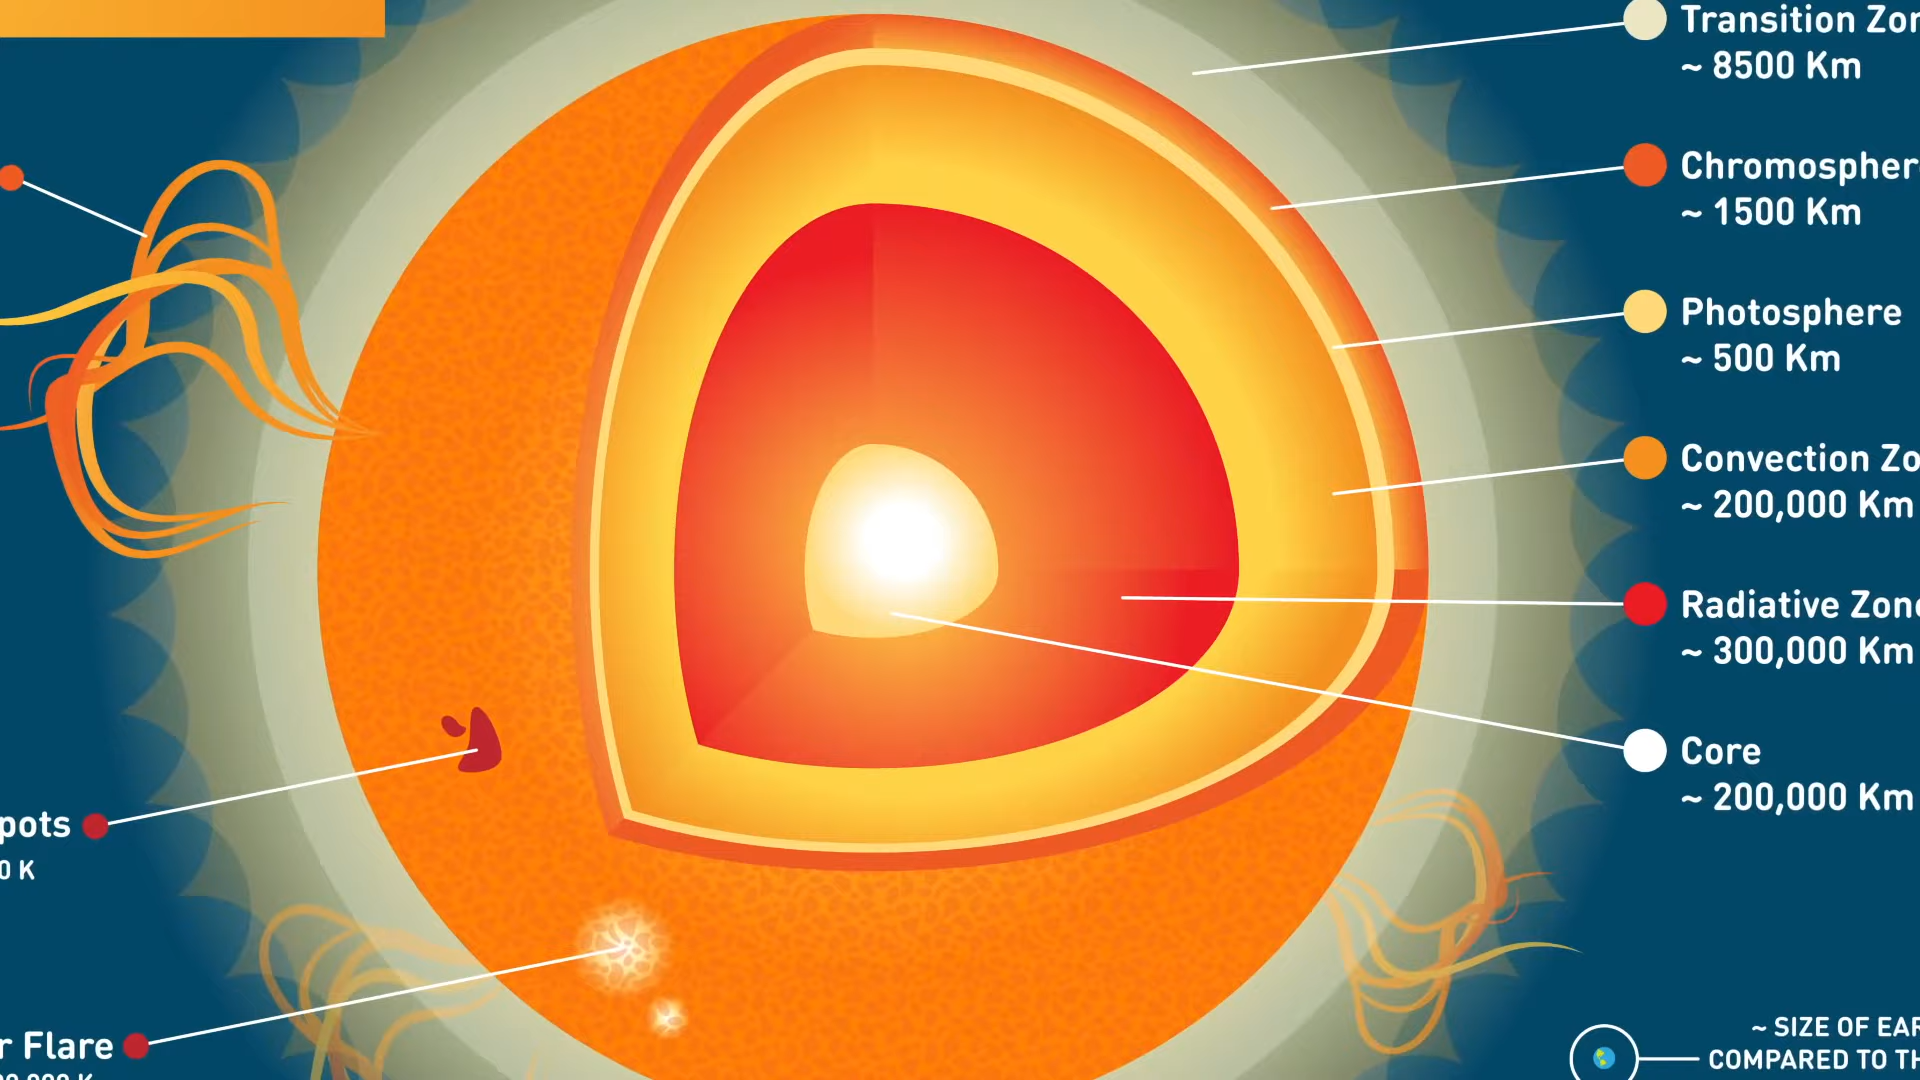 Transition Zon
~ 8500 Km
Chromospher
~ 1500 Km
Photosphere
~ 500 Km
Convection Zo
~ 200,000 Km
Radiative Zon
~ 300,000 Km
Core
~ 200,000 Km
pots
0 K
r Flare
~ SIZE OF EAR
COMPARED TO TH